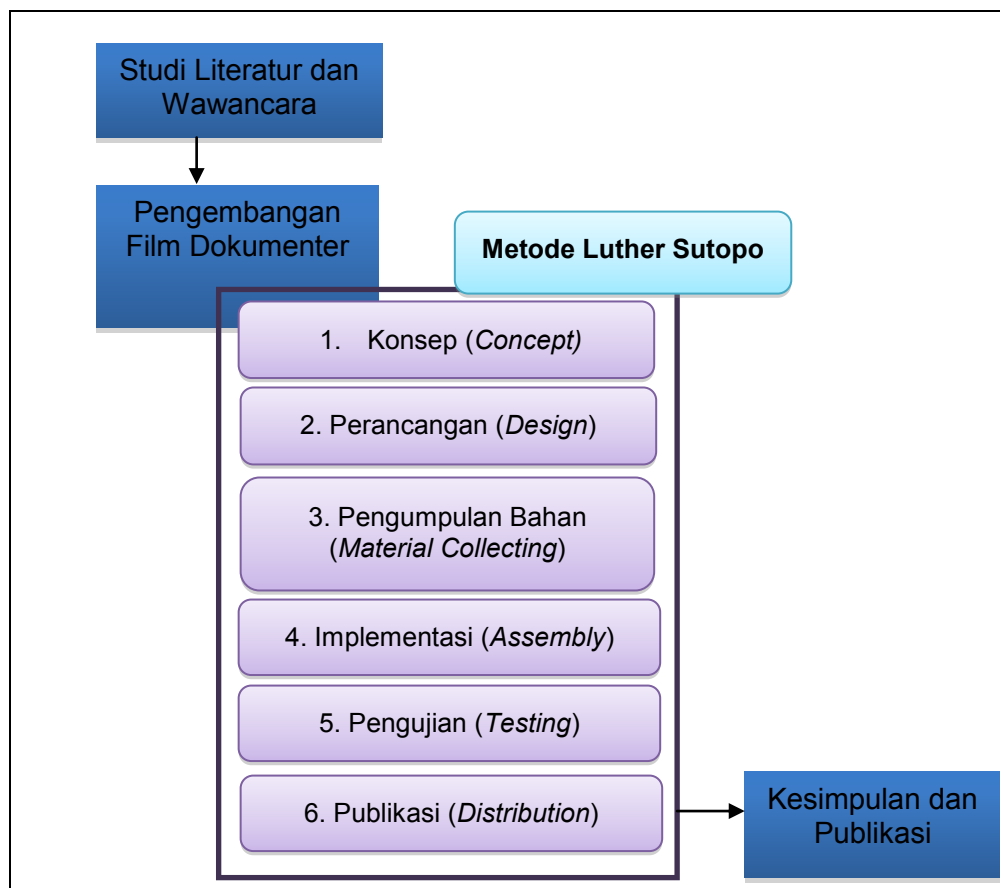 Studi Literatur dan
Wawancara
Pengembangan
Film Dokumenter
Metode Luther Sutopo
1. Konsep (Concept)
2. Perancangan (Design)
3. Pengumpulan Bahan
(Material Collecting)
4. Implementasi (Assembly)
5. Pengujian (Testing)
6. Publikasi (Distribution)
Kesimpulan dan
Publikasi